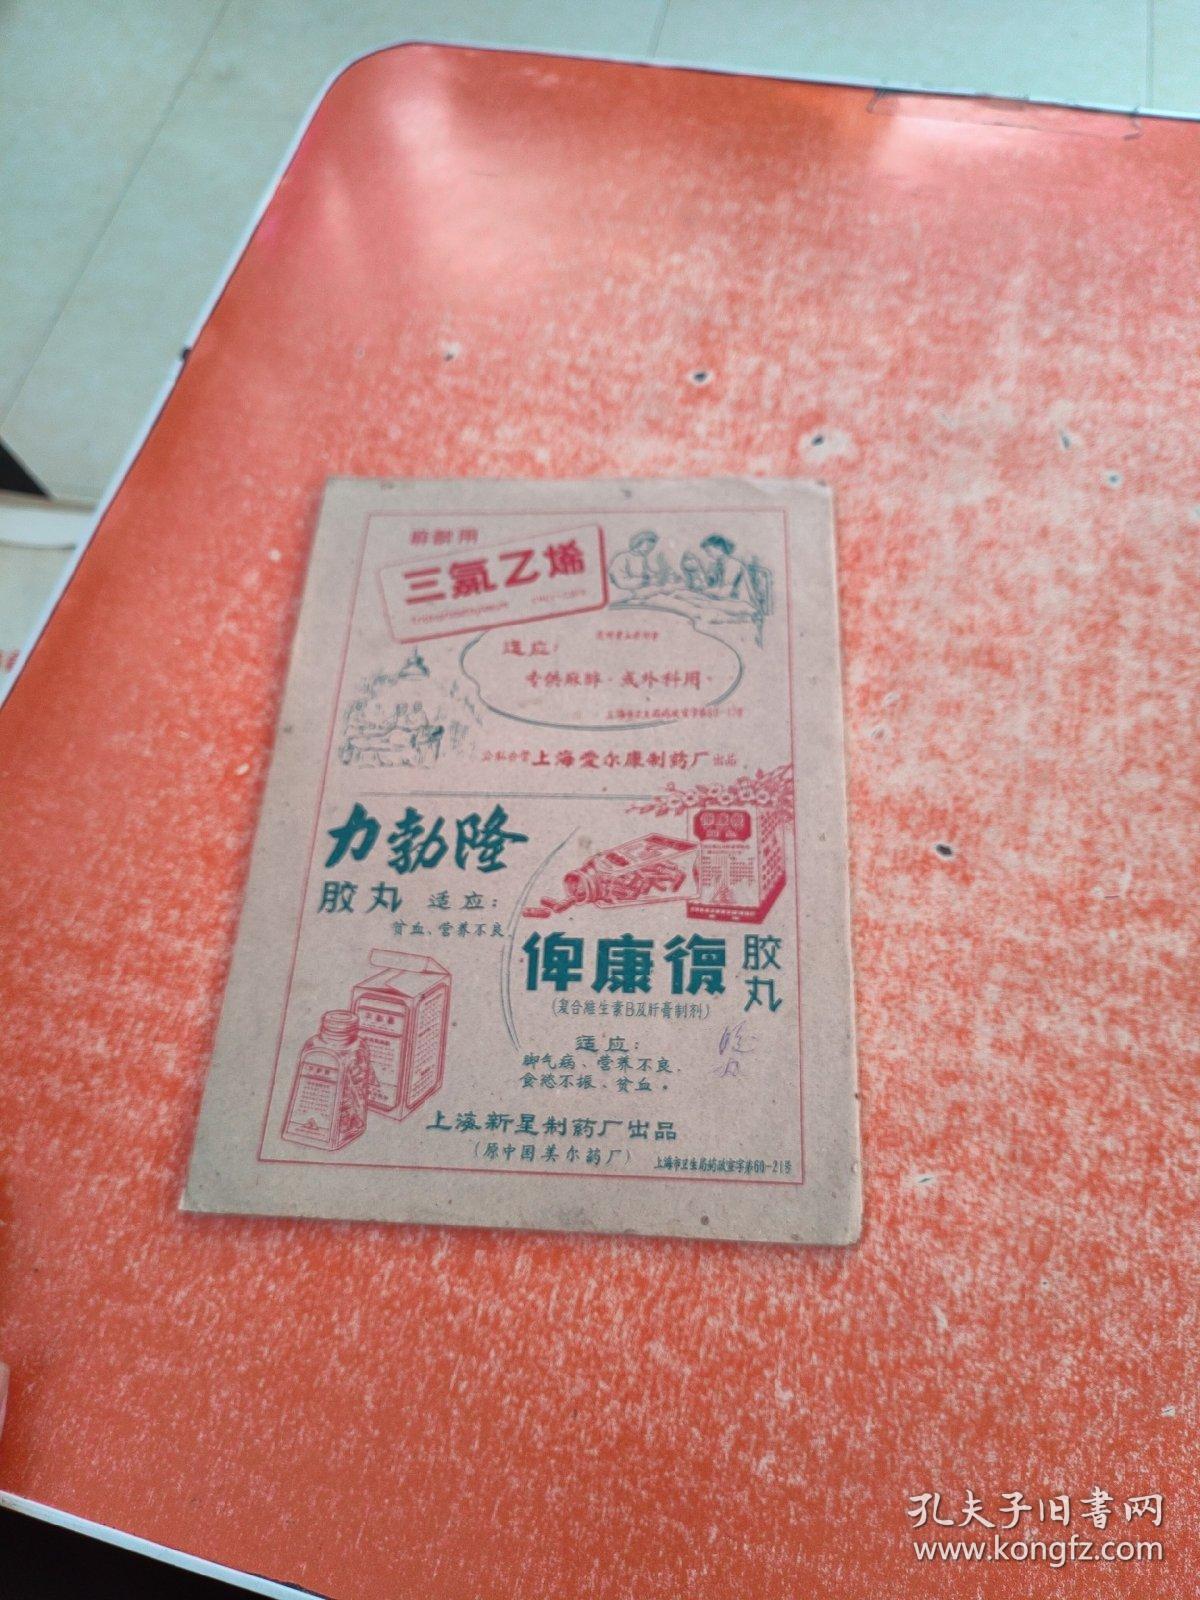 麻醉用
三氯乙烯
适应：
专供麻醉、或外科用。
公私合营上海爱尔康制药厂出品
力勃隆
胶丸 适应：
贫血、营养不良
俾康復
胶丸
(复合维生素B及肝膏制剂)
适应：
脚气病、营养不良、
食慾不振、贫血。
上海新星制药厂出品
(原中国美尔药厂)
上海市卫生局药政宣字第60-21号
孔夫子旧书网
www.kongfz.com